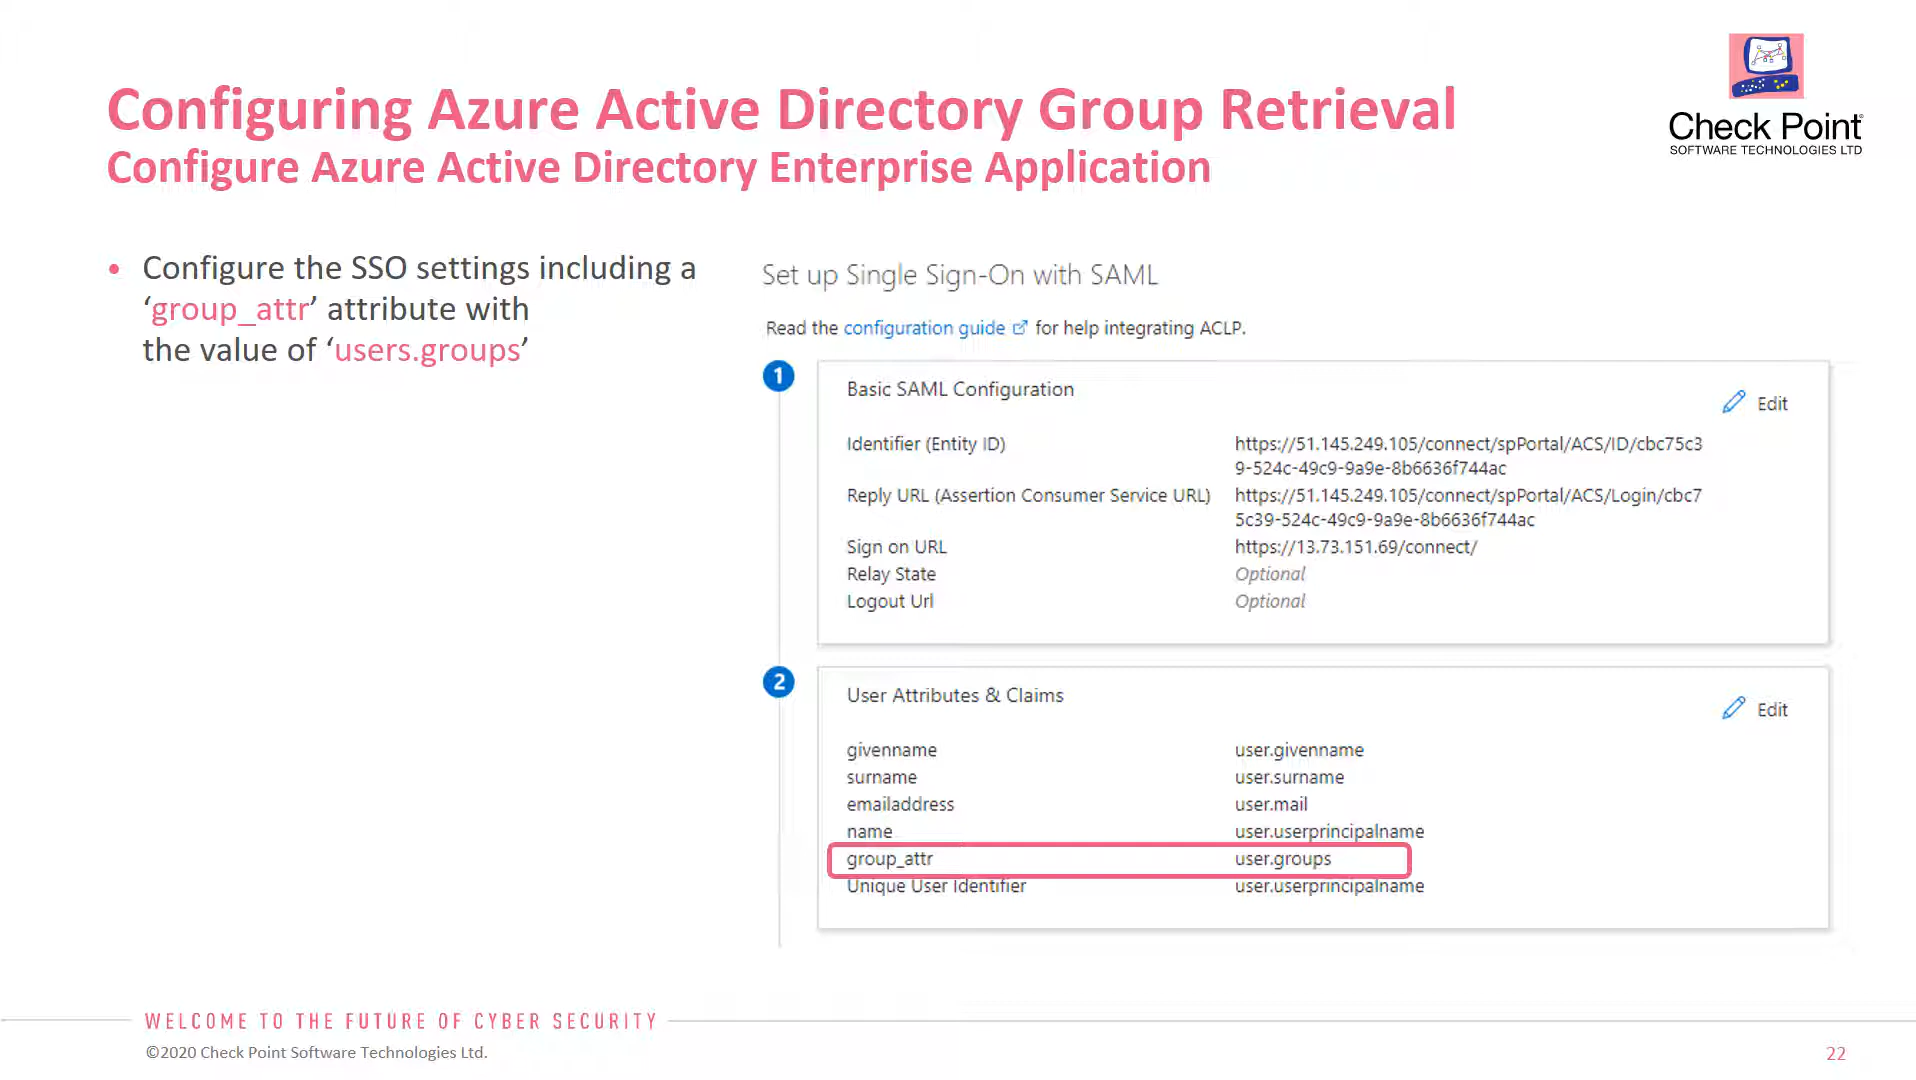 Configuring Azure Active Directory Group Retrieval
Configure Azure Active Directory Enterprise Application
Check Point
SOFTWARE TECHNOLOGIES LTD
• Configure the SSO settings including a
‘group_attr’ attribute with
the value of ‘users.groups’
Set up Single Sign-On with SAML
Read the configuration guide for help integrating ACLP.
1
Basic SAML Configuration
Edit
Identifier (Entity ID) https://51.145.249.105/connect/spPortal/ACS/ID/cbc75c3
9-524c-49c9-9a9e-8b6636f744ac
Reply URL (Assertion Consumer Service URL) https://51.145.249.105/connect/spPortal/ACS/Login/cbc7
5c39-524c-49c9-9a9e-8b6636f744ac
Sign on URL https://13.73.151.69/connect/
Relay State Optional
Logout Url Optional
2
User Attributes & Claims
Edit
givenname user.givenname
surname user.surname
emailaddress user.mail
name user.userprincipalname
group_attr user.groups
Unique User Identifier user.userprincipalname
WELCOME TO THE FUTURE OF CYBER SECURITY
©2020 Check Point Software Technologies Ltd.
22